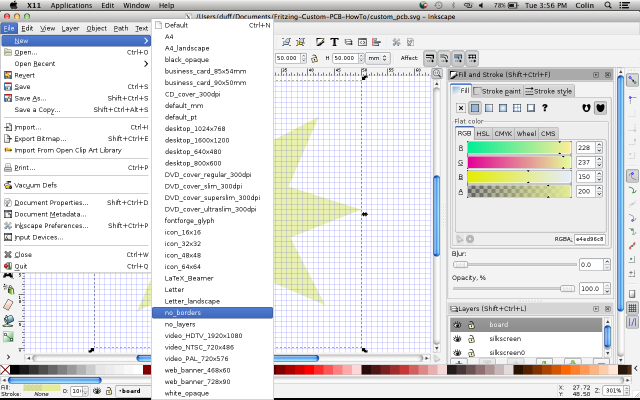 X11 Applications Edit Window Help
78% Tue 3:56 PM Colin
/Users/duff/Documents/Fritzing-Custom-PCB-HowTo/custom_pcb.svg - Inkscape
File Edit View Layer Object Path Text Extensions Help
New
Open... Ctrl+O
Open Recent
Revert
Save Ctrl+S
Save As... Shift+Ctrl+S
Save a Copy... Shift+Ctrl+Alt+S
Import... Ctrl+I
Export Bitmap... Shift+Ctrl+E
Import From Open Clip Art Library
Print... Ctrl+P
Vacuum Defs
Document Properties... Shift+Ctrl+D
Document Metadata...
Inkscape Preferences... Shift+Ctrl+P
Input Devices...
Close Ctrl+W
Quit Ctrl+Q
Default Ctrl+N
A4
A4_landscape
black_opaque
business_card_85x54mm
business_card_90x50mm
CD_cover_300dpi
default_mm
default_pt
desktop_1024x768
desktop_1600x1200
desktop_640x480
desktop_800x600
DVD_cover_regular_300dpi
DVD_cover_slim_300dpi
DVD_cover_superslim_300dpi
DVD_cover_ultraslim_300dpi
fontforge_glyph
icon_16x16
icon_32x32
icon_48x48
icon_64x64
LaTeX_Beamer
Letter
Letter_landscape
no_borders
no_layers
video_HDTV_1920x1080
video_NTSC_720x486
video_PAL_720x576
web_banner_468x60
web_banner_728x90
white_opaque
50.000 H 50.000 mm Affect:
Fill and Stroke (Shift+Ctrl+F)
Fill Stroke paint Stroke style
?
Flat color
RGB HSL CMYK Wheel CMS
R 228
G 237
B 150
A 200
RGBA: e4ed96c8
Blur:
0.0
Opacity, %
100.0
Layers (Shift+Ctrl+L)
board
silkscreen
silkscreen0
Fill:
Stroke: None
O: 10
board
X: 27.72
Y: 48.50
Z: 301%